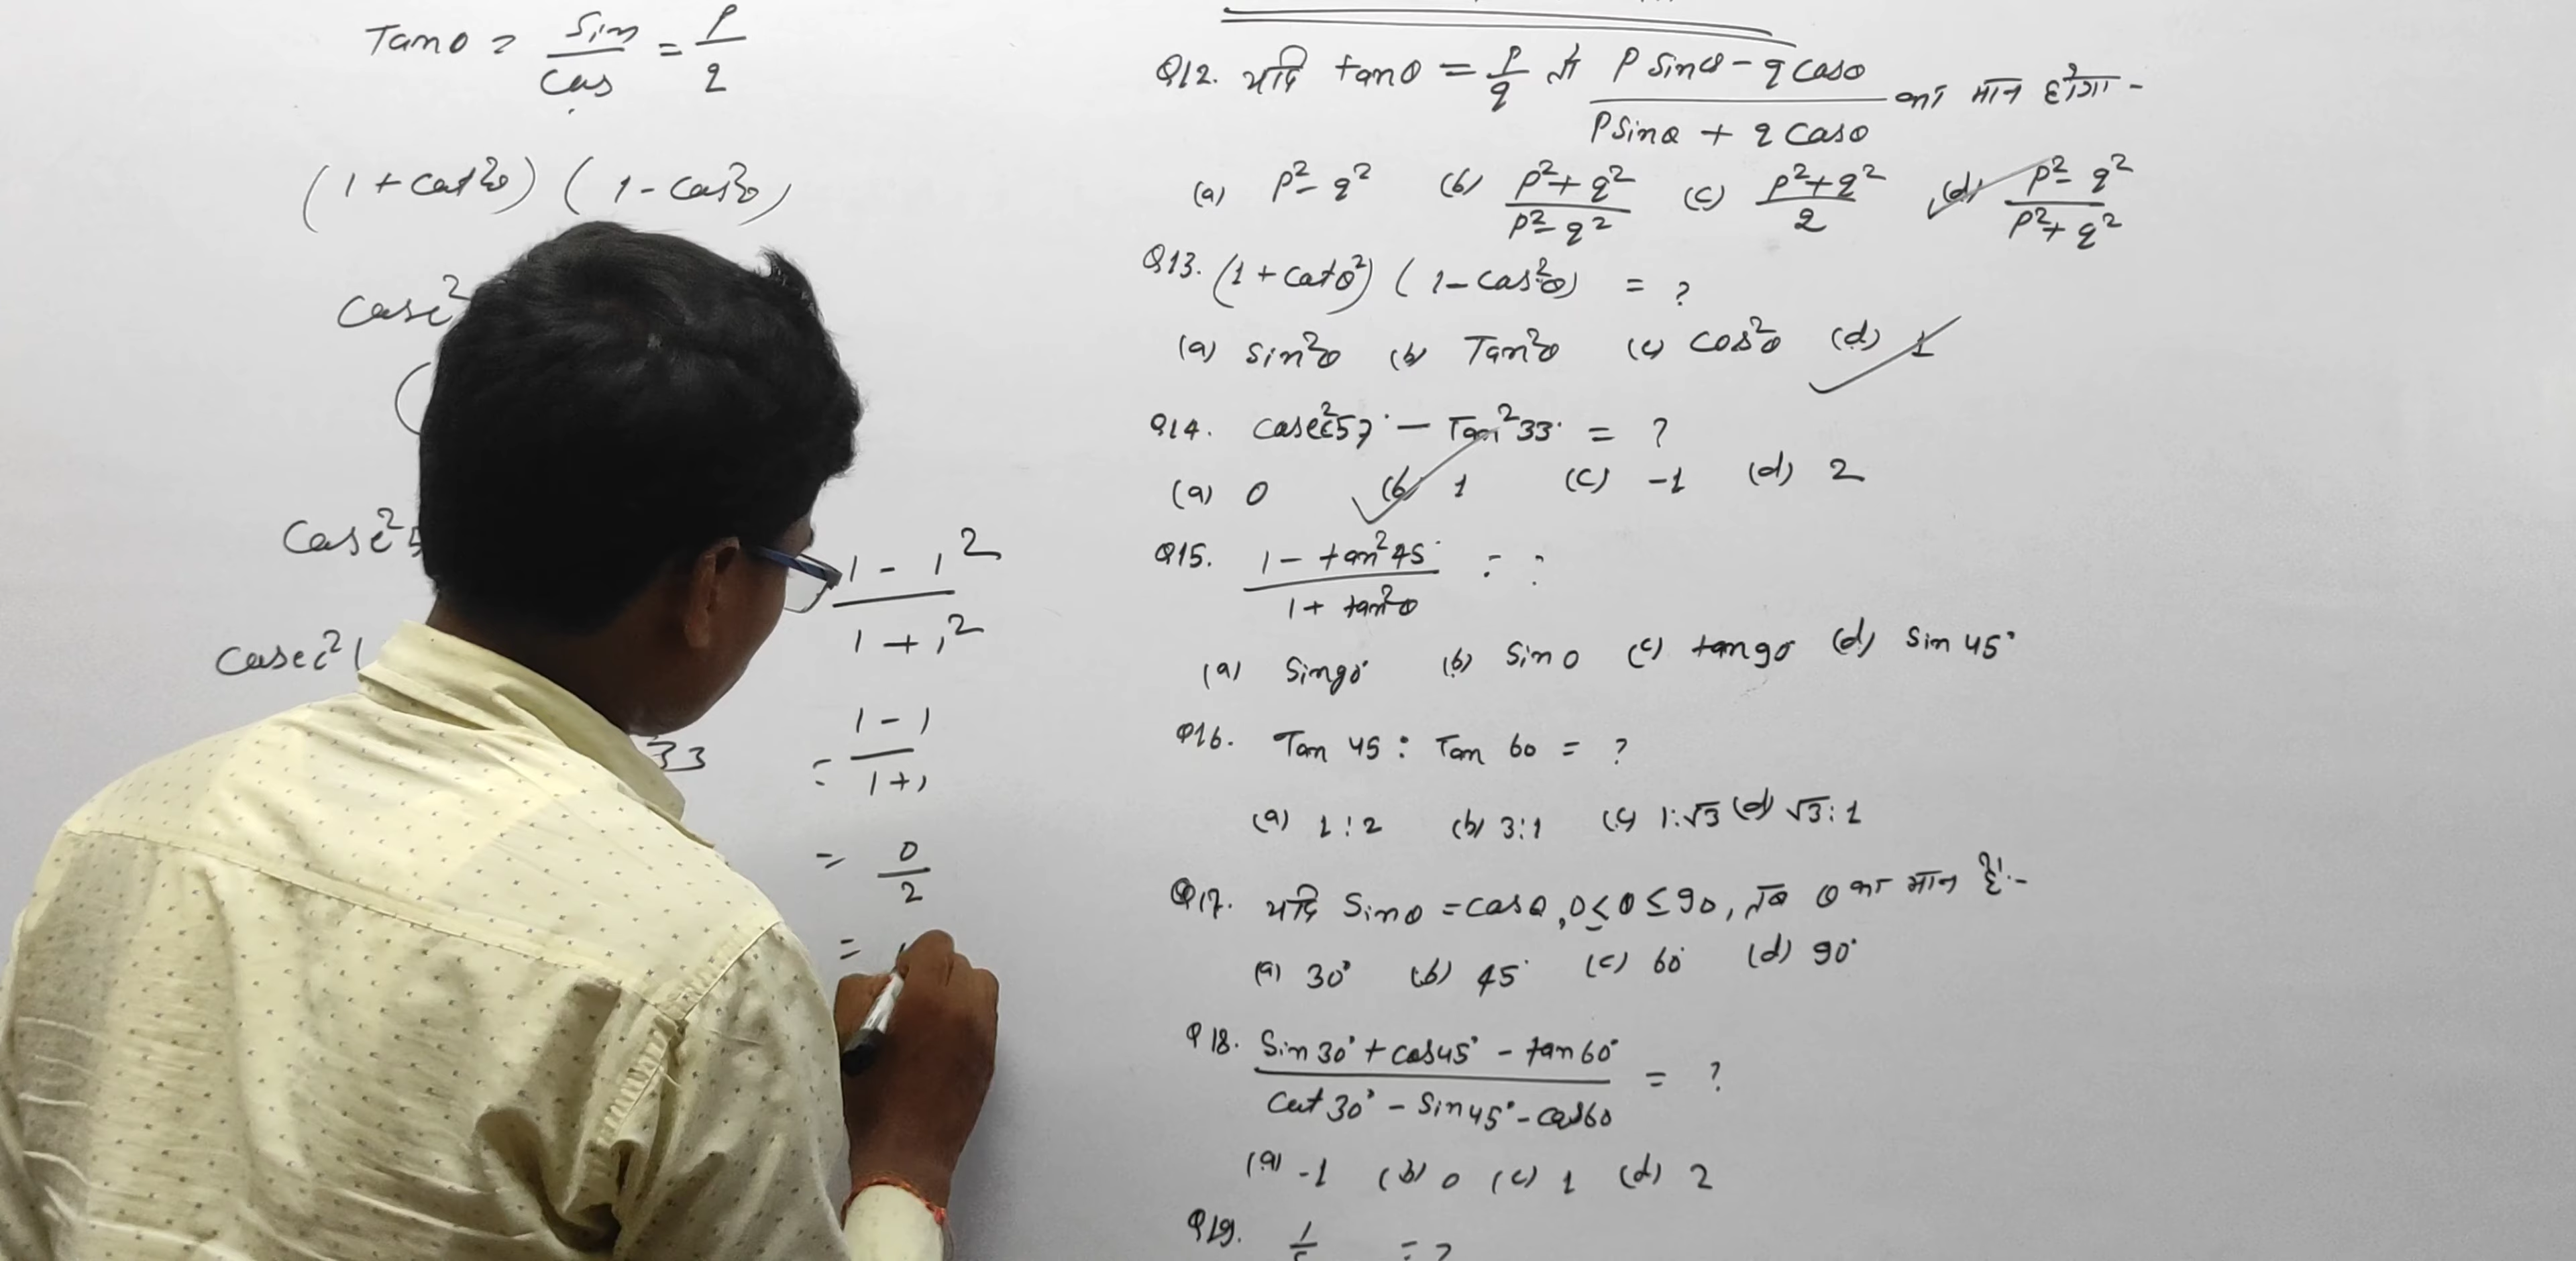 Tanθ = Sin/Cos = P/q
(1 + cot²θ) (1 - cos²θ)
Cosec²
(
Cosec²5
Cosec²(
33
1 - 1²/1 + 1²
= 1 - 1/1 + 1
= 0/2
=
Q12. यदि tanθ = P/q तो P Sinθ - q Cosθ/P Sinθ + q Cosθ का मान होगा -
(a) P² - q² (b) P² + q²/P² - q² (c) P² + q²/2 (d) P² - q²/P² + q²
Q13. (1 + Cotθ²) (1 - Cos²θ) = ?
(a) Sin²θ (b) Tan²θ (c) Cos²θ (d) 1
Q14. Cosec²57° - Tan²33° = ?
(a) 0 (b) 1 (c) -1 (d) 2
Q15. 1 - tan²45°/1 + tan²θ = ?
(a) Sin90° (b) Sin 0 (c) tan90° (d) Sin 45°
Q16. Tan 45 : Tan 60 = ?
(a) 1 : 2 (b) 3:1 (c) 1:√3 (d) √3: 1
Q17. यदि Sinθ = Cosθ, 0 ≤ θ ≤ 90, तब θ का मान है:-
(a) 30° (b) 45° (c) 60° (d) 90°
Q18. Sin 30° + Cos45° - tan60°/Cot 30° - Sin45° - Cos60 = ?
(a) -1 (b) 0 (c) 1 (d) 2
Q19. = ?